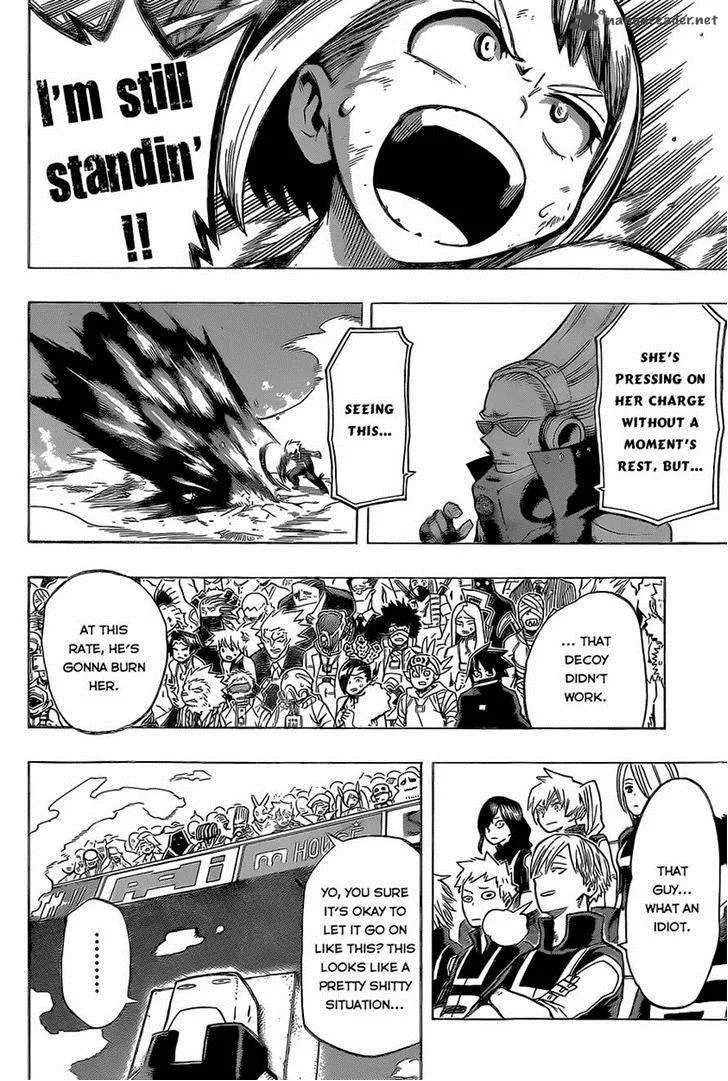 mangareader.net
I'm still
standin'
!!
SHE'S
PRESSING ON
HER CHARGE
WITHOUT A
MOMENT'S
REST, BUT...
SEEING
THIS...
... THAT
DECOY
DIDN'T
WORK.
AT THIS
RATE, HE'S
GONNA BURN
HER.
THAT
GUY...
WHAT AN
IDIOT.
YO, YOU SURE
IT'S OKAY TO
LET IT GO ON
LIKE THIS? THIS
LOOKS LIKE A
PRETTY SHITTY
SITUATION...
......